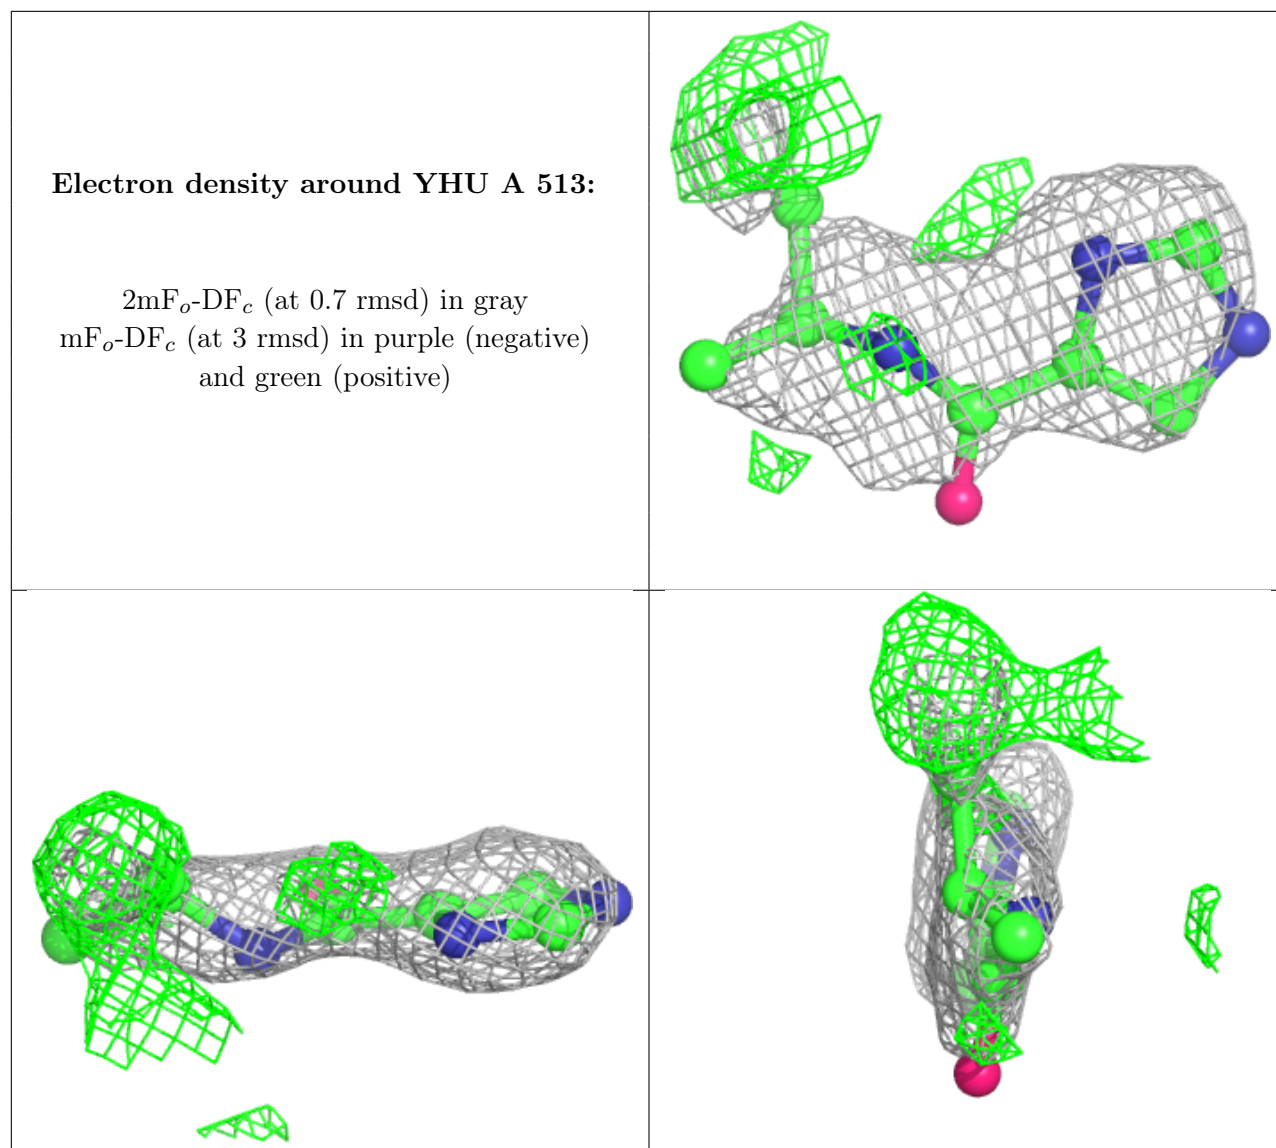 Electron density around YHU A 513:
2mFo-DFc (at 0.7 rmsd) in gray
mFo-DFc (at 3 rmsd) in purple (negative)
and green (positive)